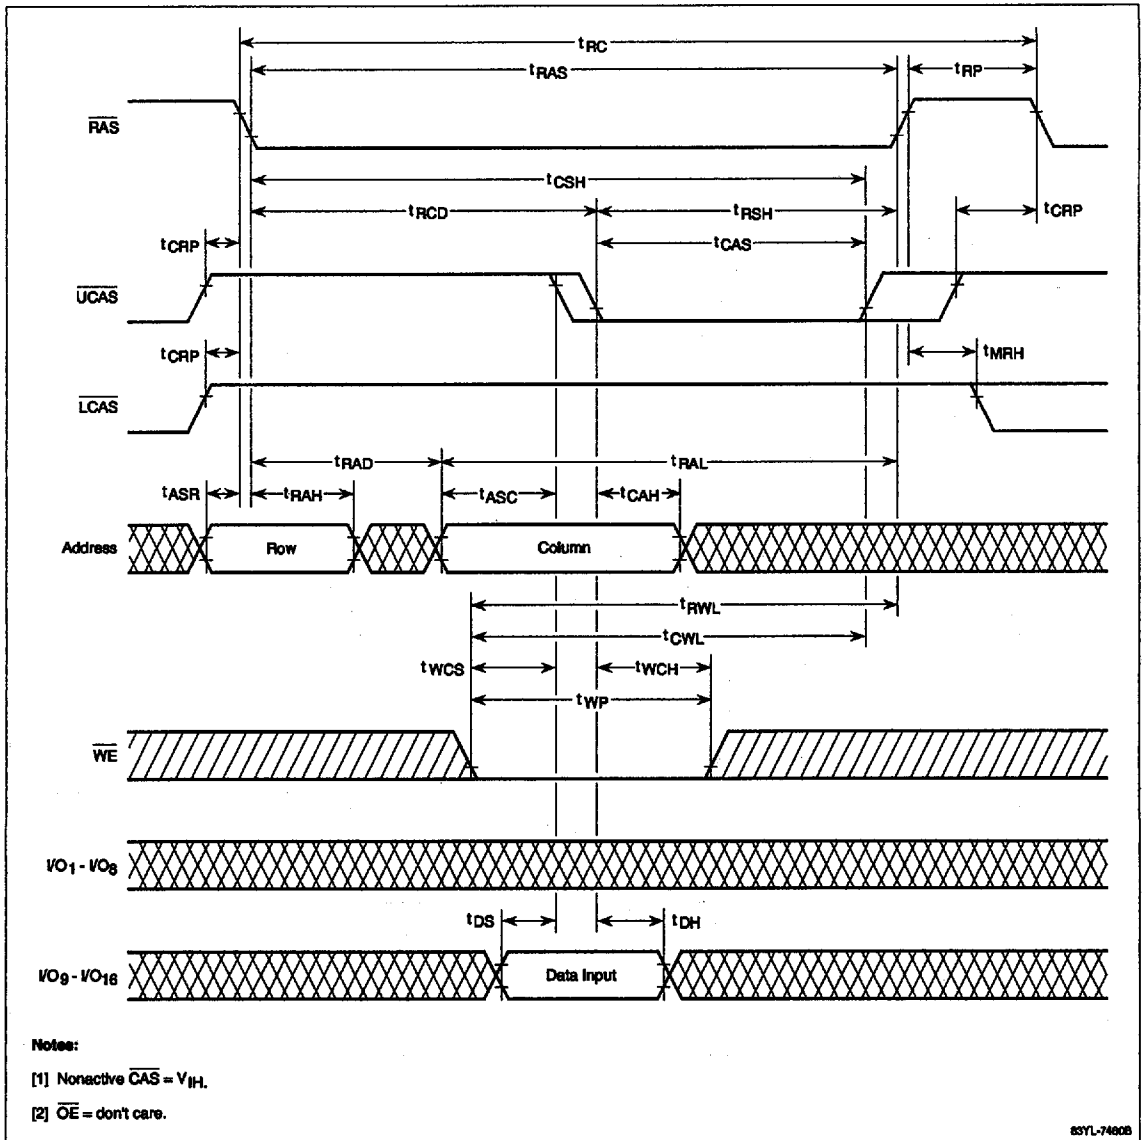 tRC
tRAS
tRP
RAS
tCSH
tRCD
tRSH
tCRP
tCRP
tCAS
UCAS
tCRP
tMRH
LCAS
tRAD
tRAL
tASR
tRAH
tASC
tCAH
Address
Row
Column
tRWL
tCWL
tWCS
tWCH
tWP
WE
I/O1 - I/O8
tDS
tDH
I/O9 - I/O16
Data Input
Notes:
[1] Nonactive CAS = VIH.
[2] OE = don't care.
83YL-7460B